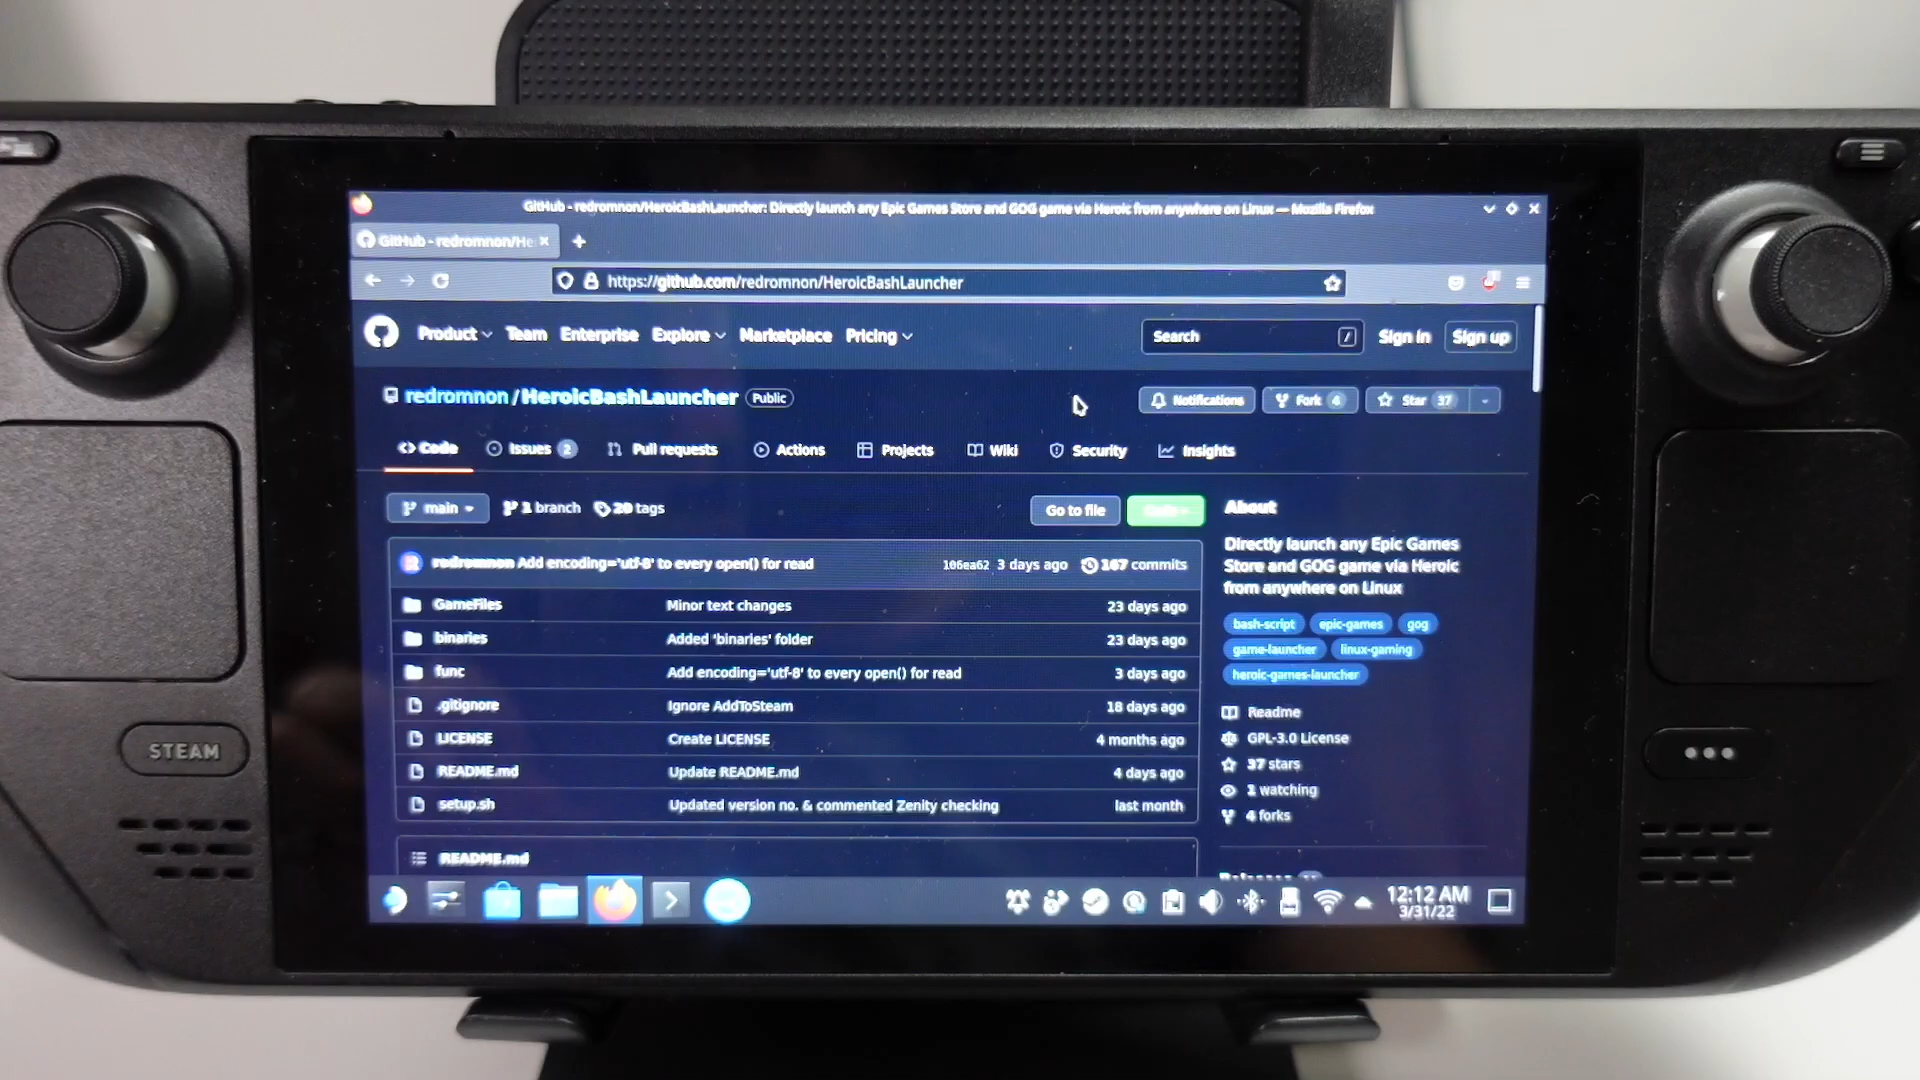 GitHub - redromnon/HeroicBashLauncher: Directly launch any Epic Games Store and GOG game via Heroic from anywhere on Linux — Mozilla Firefox
GitHub - redromnon/He
https://github.com/redromnon/HeroicBashLauncher
Product Team Enterprise Explore Marketplace Pricing Search / Sign in Sign up
redromnon/HeroicBashLauncher Public Notifications Fork 4 Star 37
Code Issues 2 Pull requests Actions Projects Wiki Security Insights
main 1 branch 20 tags Go to file Code
redromnon Add encoding='utf-8' to every open() for read 106ea62 3 days ago 167 commits
GameFiles Minor text changes 23 days ago
binaries Added 'binaries' folder 23 days ago
func Add encoding='utf-8' to every open() for read 3 days ago
.gitignore Ignore AddToSteam 18 days ago
LICENSE Create LICENSE 4 months ago
README.md Update README.md 4 days ago
setup.sh Updated version no. & commented Zenity checking last month
README.md
About
Directly launch any Epic Games
Store and GOG game via Heroic
from anywhere on Linux
bash-script epic-games gog
game-launcher linux-gaming
heroic-games-launcher
Readme
GPL-3.0 License
37 stars
1 watching
4 forks
12:12 AM
3/31/22
STEAM